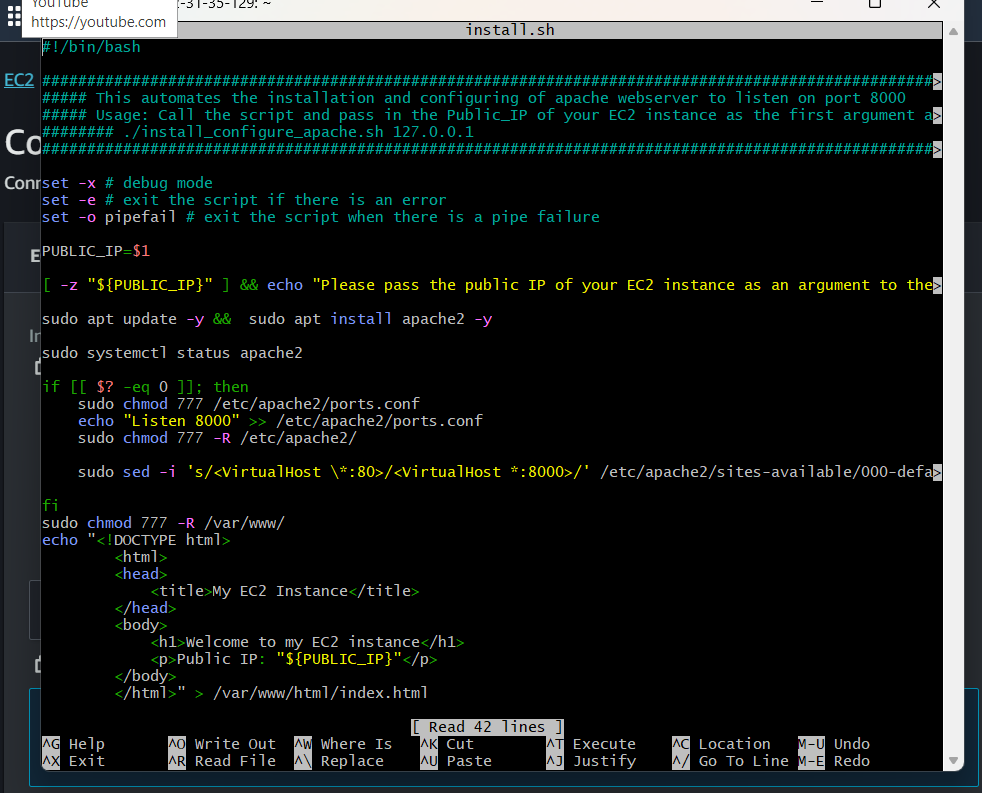 YouTube
2-31-35-129: ~
https://youtube.com
install.sh
#!/bin/bash
EC2
###################################################################################################>
##### This automates the installation and configuring of apache webserver to listen on port 8000
##### Usage: Call the script and pass in the Public_IP of your EC2 instance as the first argument a>
######## ./install_configure_apache.sh 127.0.0.1
###################################################################################################>
Co
Conn
set -x # debug mode
set -e # exit the script if there is an error
set -o pipefail # exit the script when there is a pipe failure
PUBLIC_IP=$1
E
[ -z "${PUBLIC_IP}" ] && echo "Please pass the public IP of your EC2 instance as an argument to the>
sudo apt update -y &&  sudo apt install apache2 -y
In
sudo systemctl status apache2
if [[ $? -eq 0 ]]; then
    sudo chmod 777 /etc/apache2/ports.conf
    echo "Listen 8000" >> /etc/apache2/ports.conf
    sudo chmod 777 -R /etc/apache2/
    sudo sed -i 's/<VirtualHost \*:80>/<VirtualHost *:8000>/' /etc/apache2/sites-available/000-defa>
fi
sudo chmod 777 -R /var/www/
echo "<!DOCTYPE html>
        <html>
        <head>
            <title>My EC2 Instance</title>
        </head>
        <body>
            <h1>Welcome to my EC2 instance</h1>
            <p>Public IP: "${PUBLIC_IP}"</p>
        </body>
        </html>" > /var/www/html/index.html
[ Read 42 lines ]
^G Help ^O Write Out ^W Where Is ^K Cut ^T Execute ^C Location M-U Undo
^X Exit ^R Read File ^\ Replace ^U Paste ^J Justify ^/ Go To Line M-E Redo